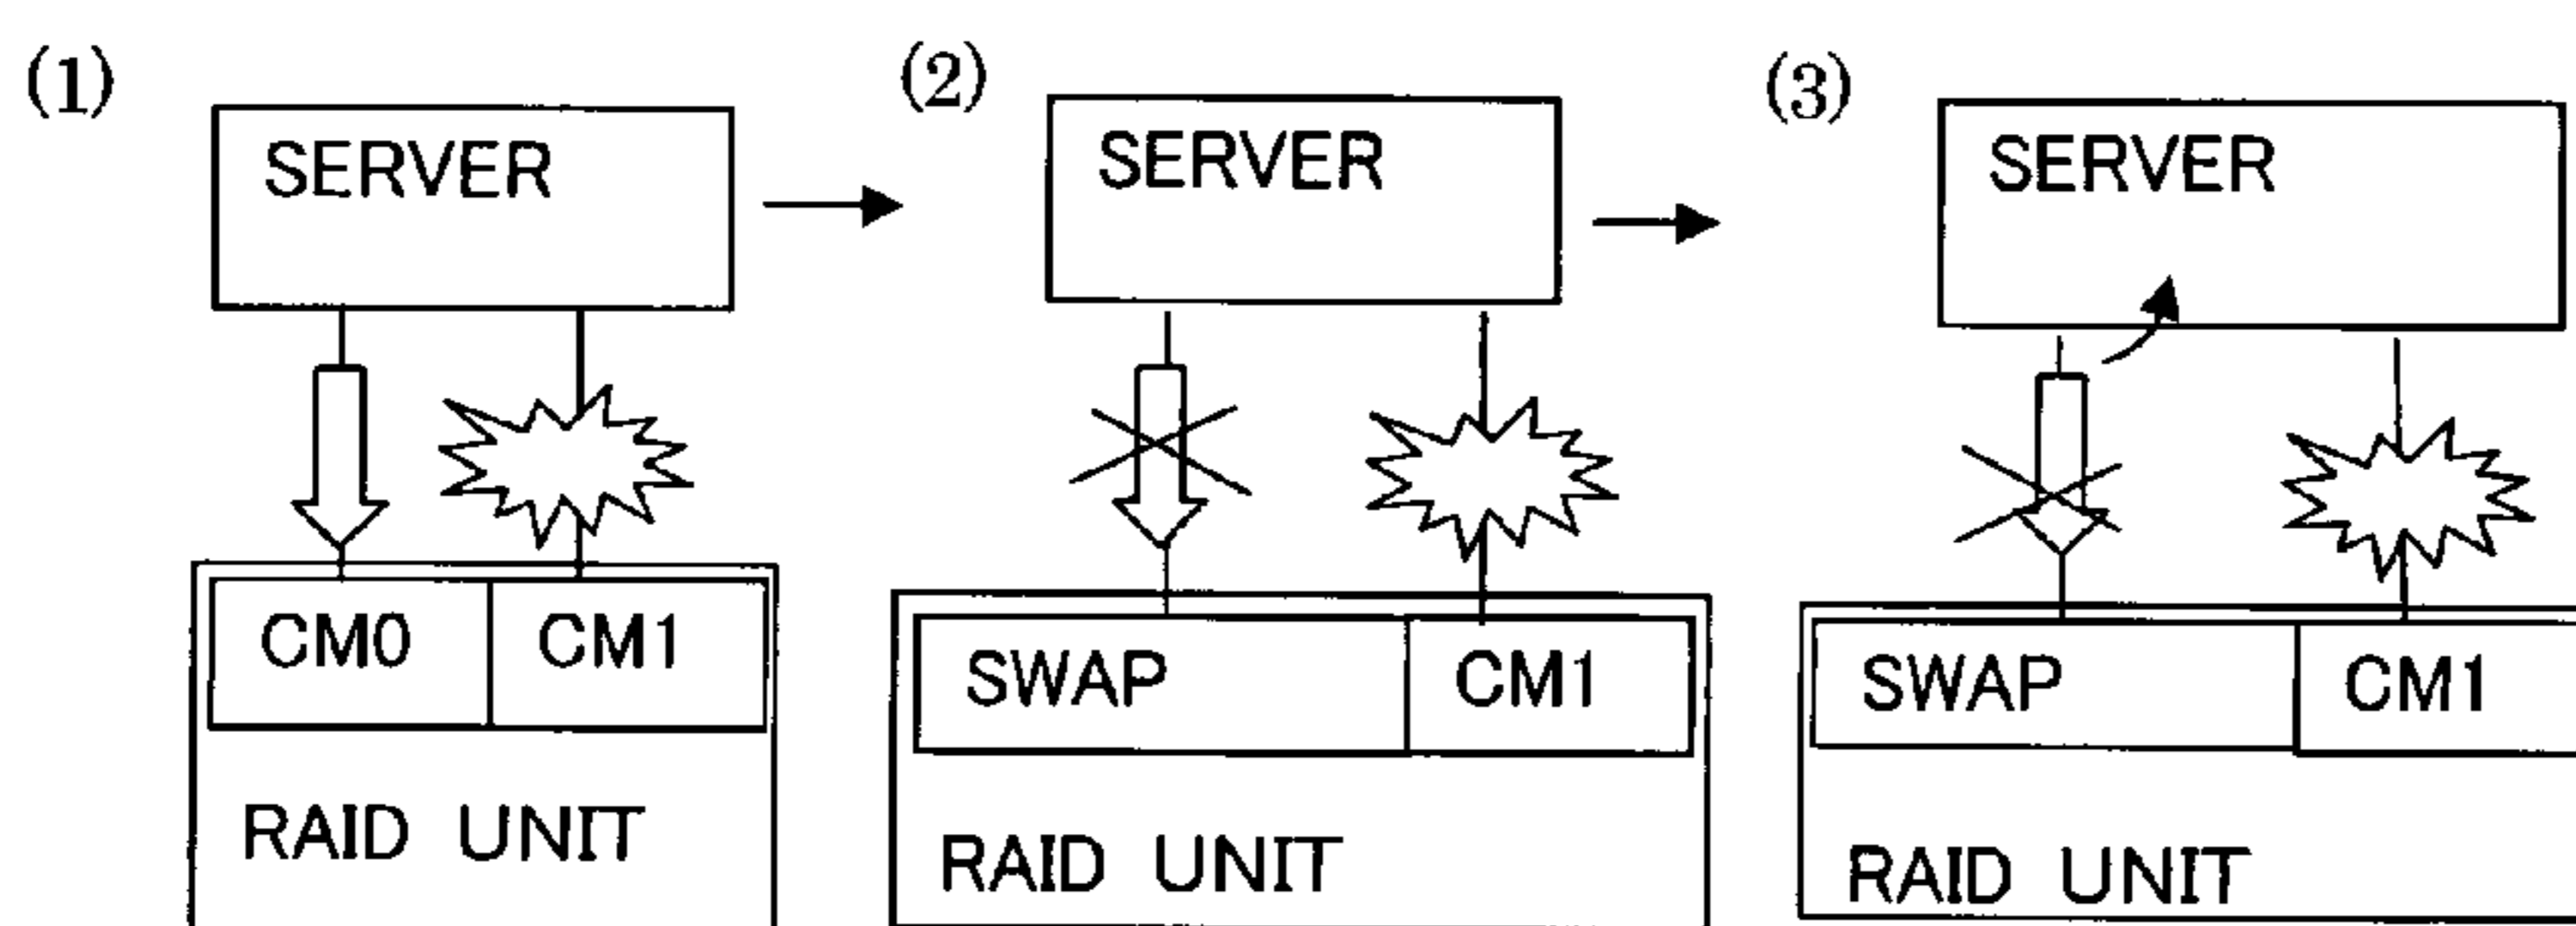 (1)
SERVER
CM0 CM1
RAID UNIT
(2)
SERVER
SWAP CM1
RAID UNIT
(3)
SERVER
SWAP CM1
RAID UNIT